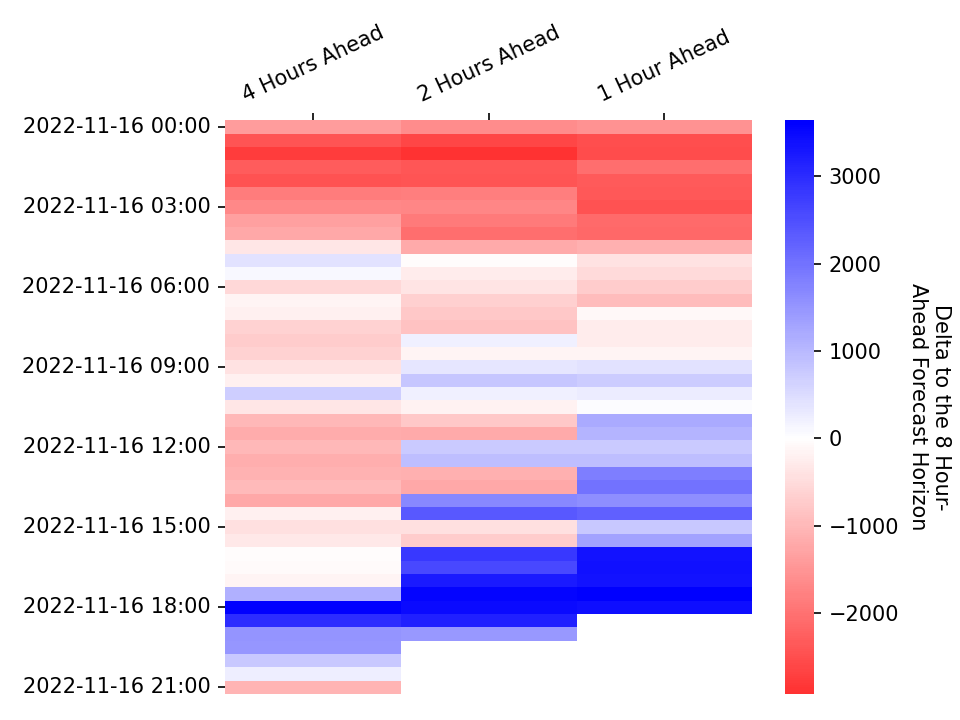 4 Hours Ahead
2 Hours Ahead
1 Hour Ahead
2022-11-16 00:00
2022-11-16 03:00
2022-11-16 06:00
2022-11-16 09:00
2022-11-16 12:00
2022-11-16 15:00
2022-11-16 18:00
2022-11-16 21:00
3000
2000
1000
0
−1000
−2000
Delta to the 8 Hour-
Ahead Forecast Horizon